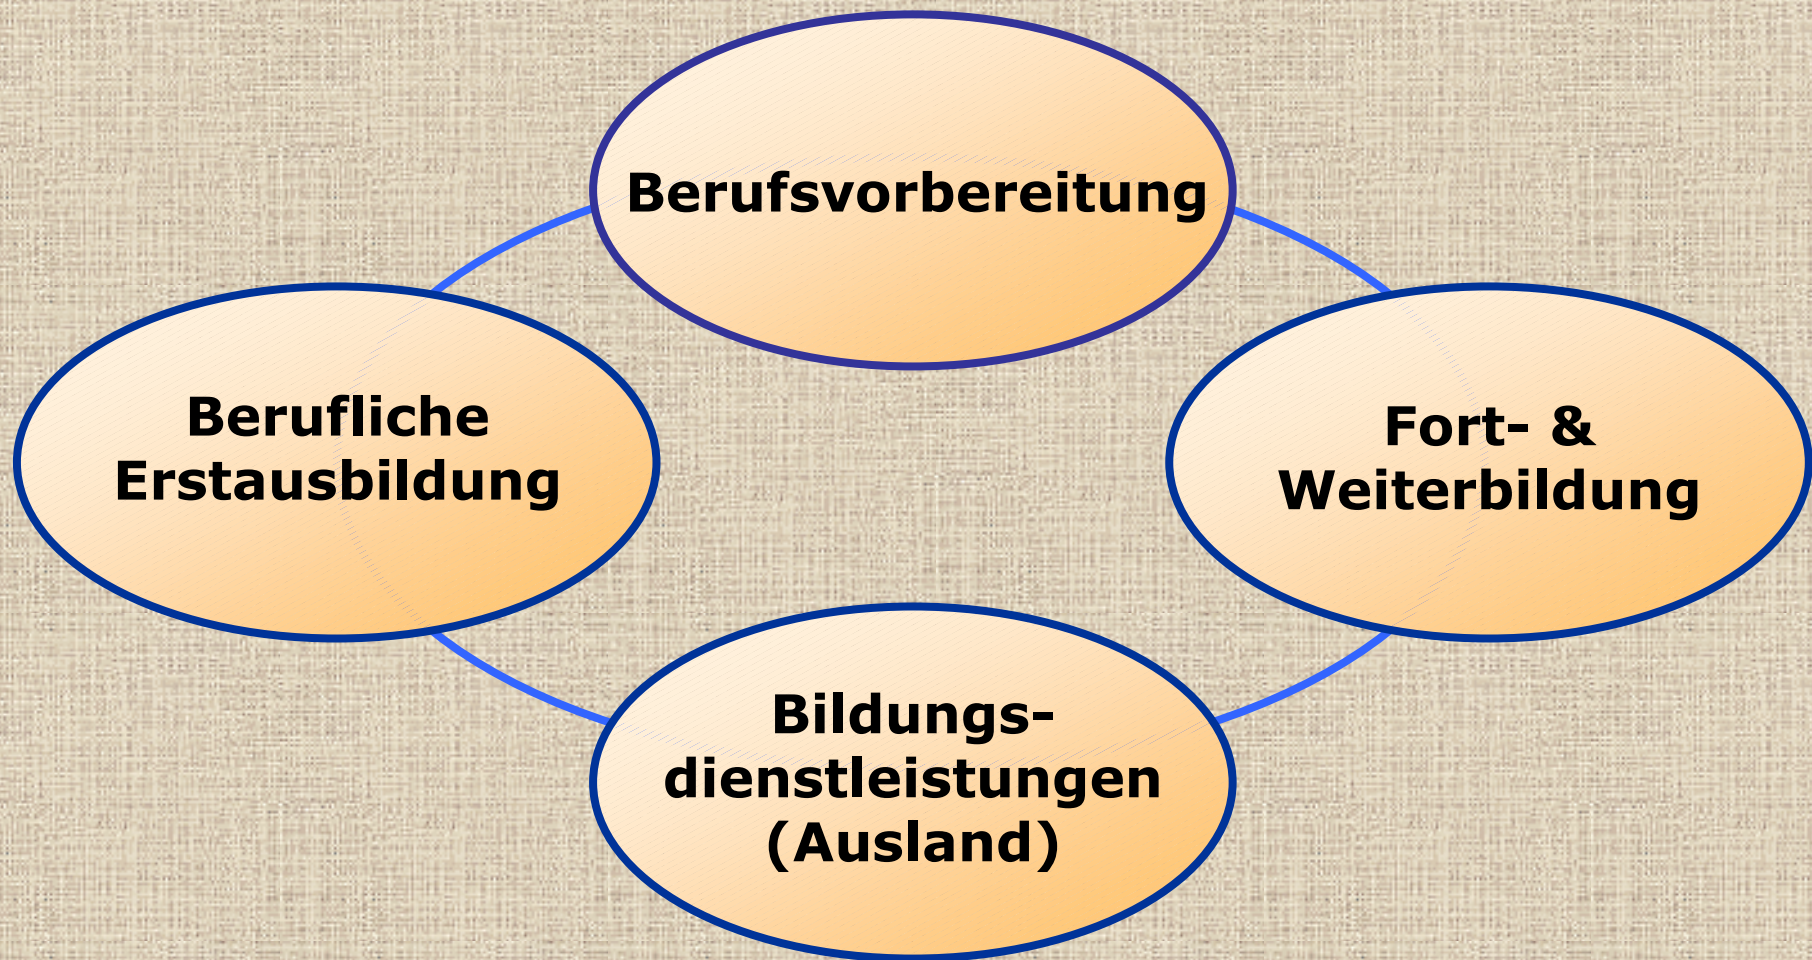 Berufsvorbereitung
Berufliche
Erstausbildung
Fort- &
Weiterbildung
Bildungs-
dienstleistungen
(Ausland)